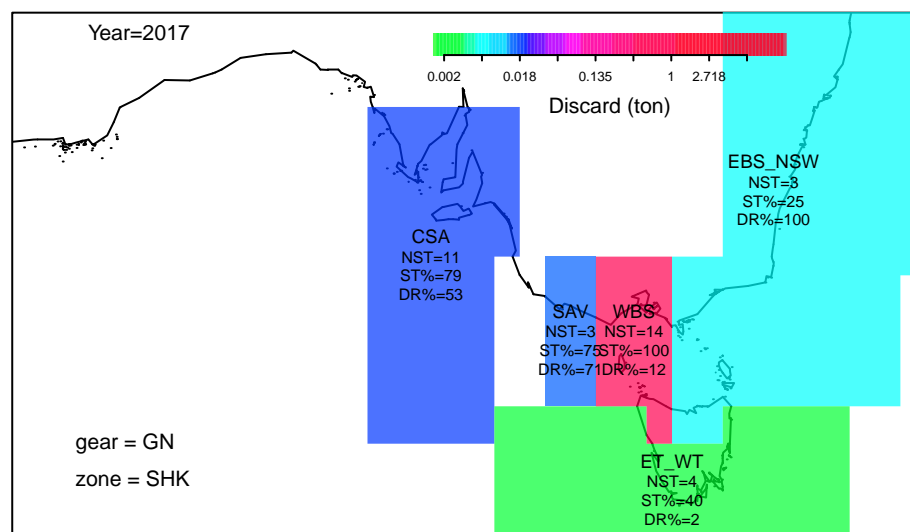 Year=2017
0.002 0.018 0.135 1 2.718
Discard (ton)
EBS_NSW
NST=3
ST%=25
DR%=100
CSA
NST=11
ST%=79
DR%=53
SAV
NST=3
ST%=75
DR%=71
WBS
NST=14
ST%=100
DR%=12
gear = GN
zone = SHK
ET_WT
NST=4
ST%=40
DR%=2